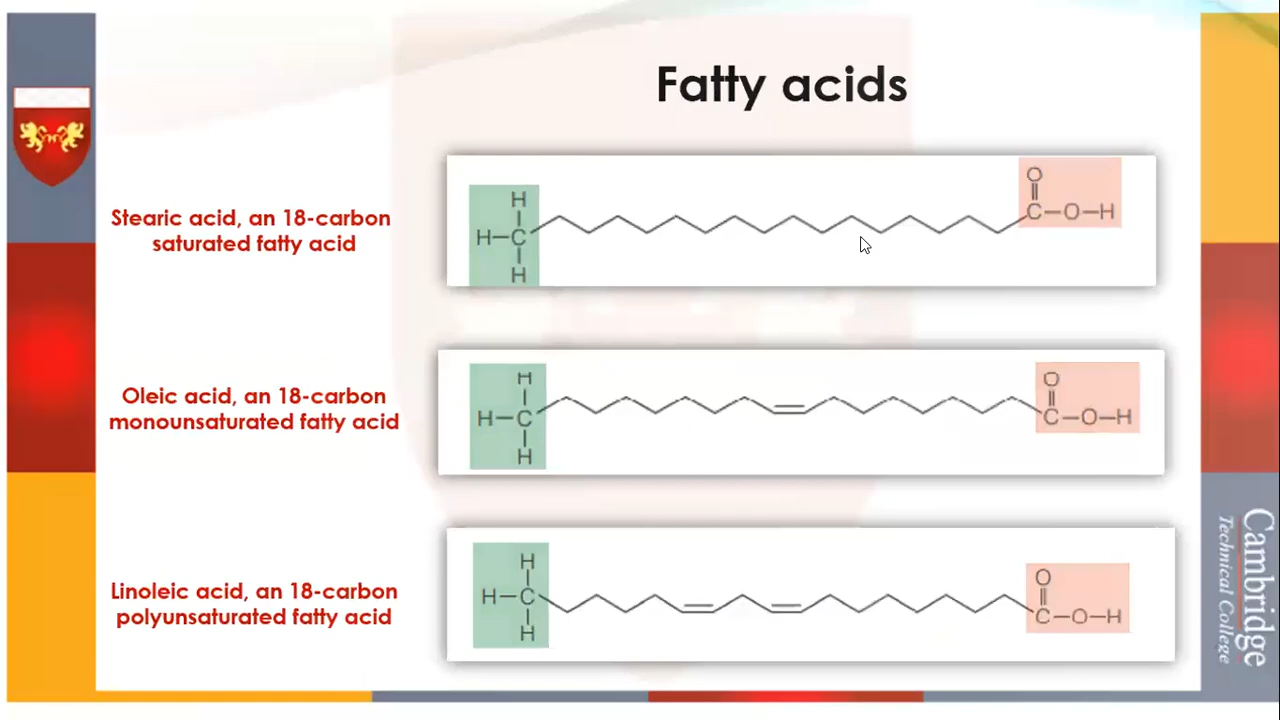 Fatty acids
Stearic acid, an 18-carbon
saturated fatty acid
H
H–C
H
O
C–O–H
Oleic acid, an 18-carbon
monounsaturated fatty acid
H
H–C
H
O
C–O–H
Linoleic acid, an 18-carbon
polyunsaturated fatty acid
H
H–C
H
O
C–O–H
Cambridge
Technical College